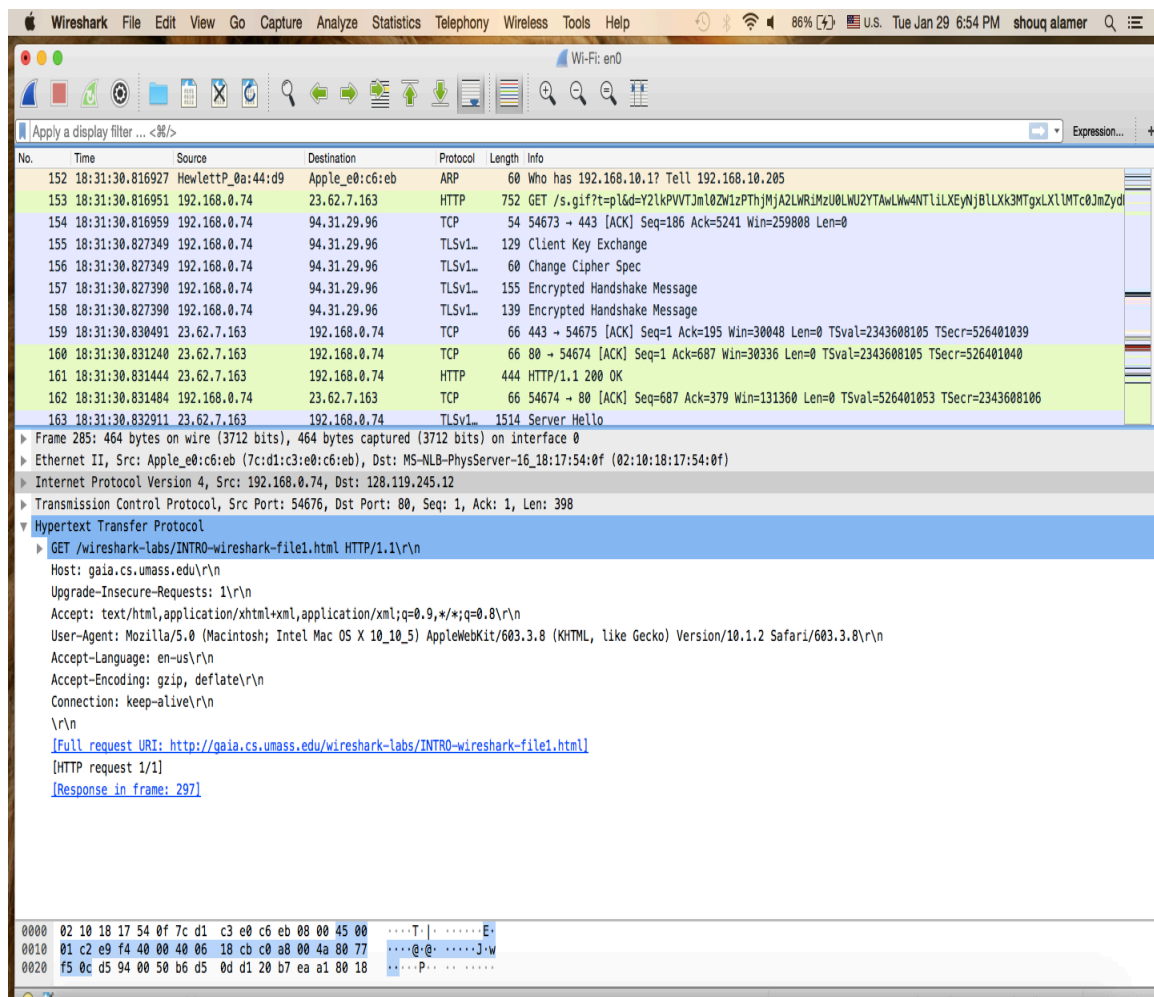 Wireshark File Edit View Go Capture Analyze Statistics Telephony Wireless Tools Help 86% U.S. Tue Jan 29 6:54 PM shouq alamer
Wi-Fi: en0
Apply a display filter ... <⌘/> Expression... +
No. Time Source Destination Protocol Length Info
152 18:31:30.816927 HewlettP_0a:44:d9 Apple_e0:c6:eb ARP 60 Who has 192.168.10.1? Tell 192.168.10.205
153 18:31:30.816951 192.168.0.74 23.62.7.163 HTTP 752 GET /s.gif?t=pl&d=Y2lkPVVTJml0ZW1zPThjMjA2LWRiMzU0LWU2YTAwLWw4NTliLXEyNjBlLXk3MTgxLXllMTc0JmZyd
154 18:31:30.816959 192.168.0.74 94.31.29.96 TCP 54 54673 → 443 [ACK] Seq=186 Ack=5241 Win=259808 Len=0
155 18:31:30.827349 192.168.0.74 94.31.29.96 TLSv1… 129 Client Key Exchange
156 18:31:30.827349 192.168.0.74 94.31.29.96 TLSv1… 60 Change Cipher Spec
157 18:31:30.827390 192.168.0.74 94.31.29.96 TLSv1… 155 Encrypted Handshake Message
158 18:31:30.827390 192.168.0.74 94.31.29.96 TLSv1… 139 Encrypted Handshake Message
159 18:31:30.830491 23.62.7.163 192.168.0.74 TCP 66 443 → 54675 [ACK] Seq=1 Ack=195 Win=30048 Len=0 TSval=2343608105 TSecr=526401039
160 18:31:30.831240 23.62.7.163 192.168.0.74 TCP 66 80 → 54674 [ACK] Seq=1 Ack=687 Win=30336 Len=0 TSval=2343608105 TSecr=526401040
161 18:31:30.831444 23.62.7.163 192.168.0.74 HTTP 444 HTTP/1.1 200 OK
162 18:31:30.831484 192.168.0.74 23.62.7.163 TCP 66 54674 → 80 [ACK] Seq=687 Ack=379 Win=131360 Len=0 TSval=526401053 TSecr=2343608106
163 18:31:30.832911 23.62.7.163 192.168.0.74 TLSv1… 1514 Server Hello
Frame 285: 464 bytes on wire (3712 bits), 464 bytes captured (3712 bits) on interface 0
Ethernet II, Src: Apple_e0:c6:eb (7c:d1:c3:e0:c6:eb), Dst: MS-NLB-PhysServer-16_18:17:54:0f (02:10:18:17:54:0f)
Internet Protocol Version 4, Src: 192.168.0.74, Dst: 128.119.245.12
Transmission Control Protocol, Src Port: 54676, Dst Port: 80, Seq: 1, Ack: 1, Len: 398
Hypertext Transfer Protocol
GET /wireshark-labs/INTRO-wireshark-file1.html HTTP/1.1\r\n
Host: gaia.cs.umass.edu\r\n
Upgrade-Insecure-Requests: 1\r\n
Accept: text/html,application/xhtml+xml,application/xml;q=0.9,*/*;q=0.8\r\n
User-Agent: Mozilla/5.0 (Macintosh; Intel Mac OS X 10_10_5) AppleWebKit/603.3.8 (KHTML, like Gecko) Version/10.1.2 Safari/603.3.8\r\n
Accept-Language: en-us\r\n
Accept-Encoding: gzip, deflate\r\n
Connection: keep-alive\r\n
\r\n
[Full request URI: http://gaia.cs.umass.edu/wireshark-labs/INTRO-wireshark-file1.html]
[HTTP request 1/1]
[Response in frame: 297]
0000 02 10 18 17 54 0f 7c d1 c3 e0 c6 eb 08 00 45 00 ····T·|· ······E·
0010 01 c2 e9 f4 40 00 40 06 18 cb c0 a8 00 4a 80 77 ····@·@· ·····J·w
0020 f5 0c d5 94 00 50 b6 d5 0d d1 20 b7 ea a1 80 18 ·····P·· ·· ·····